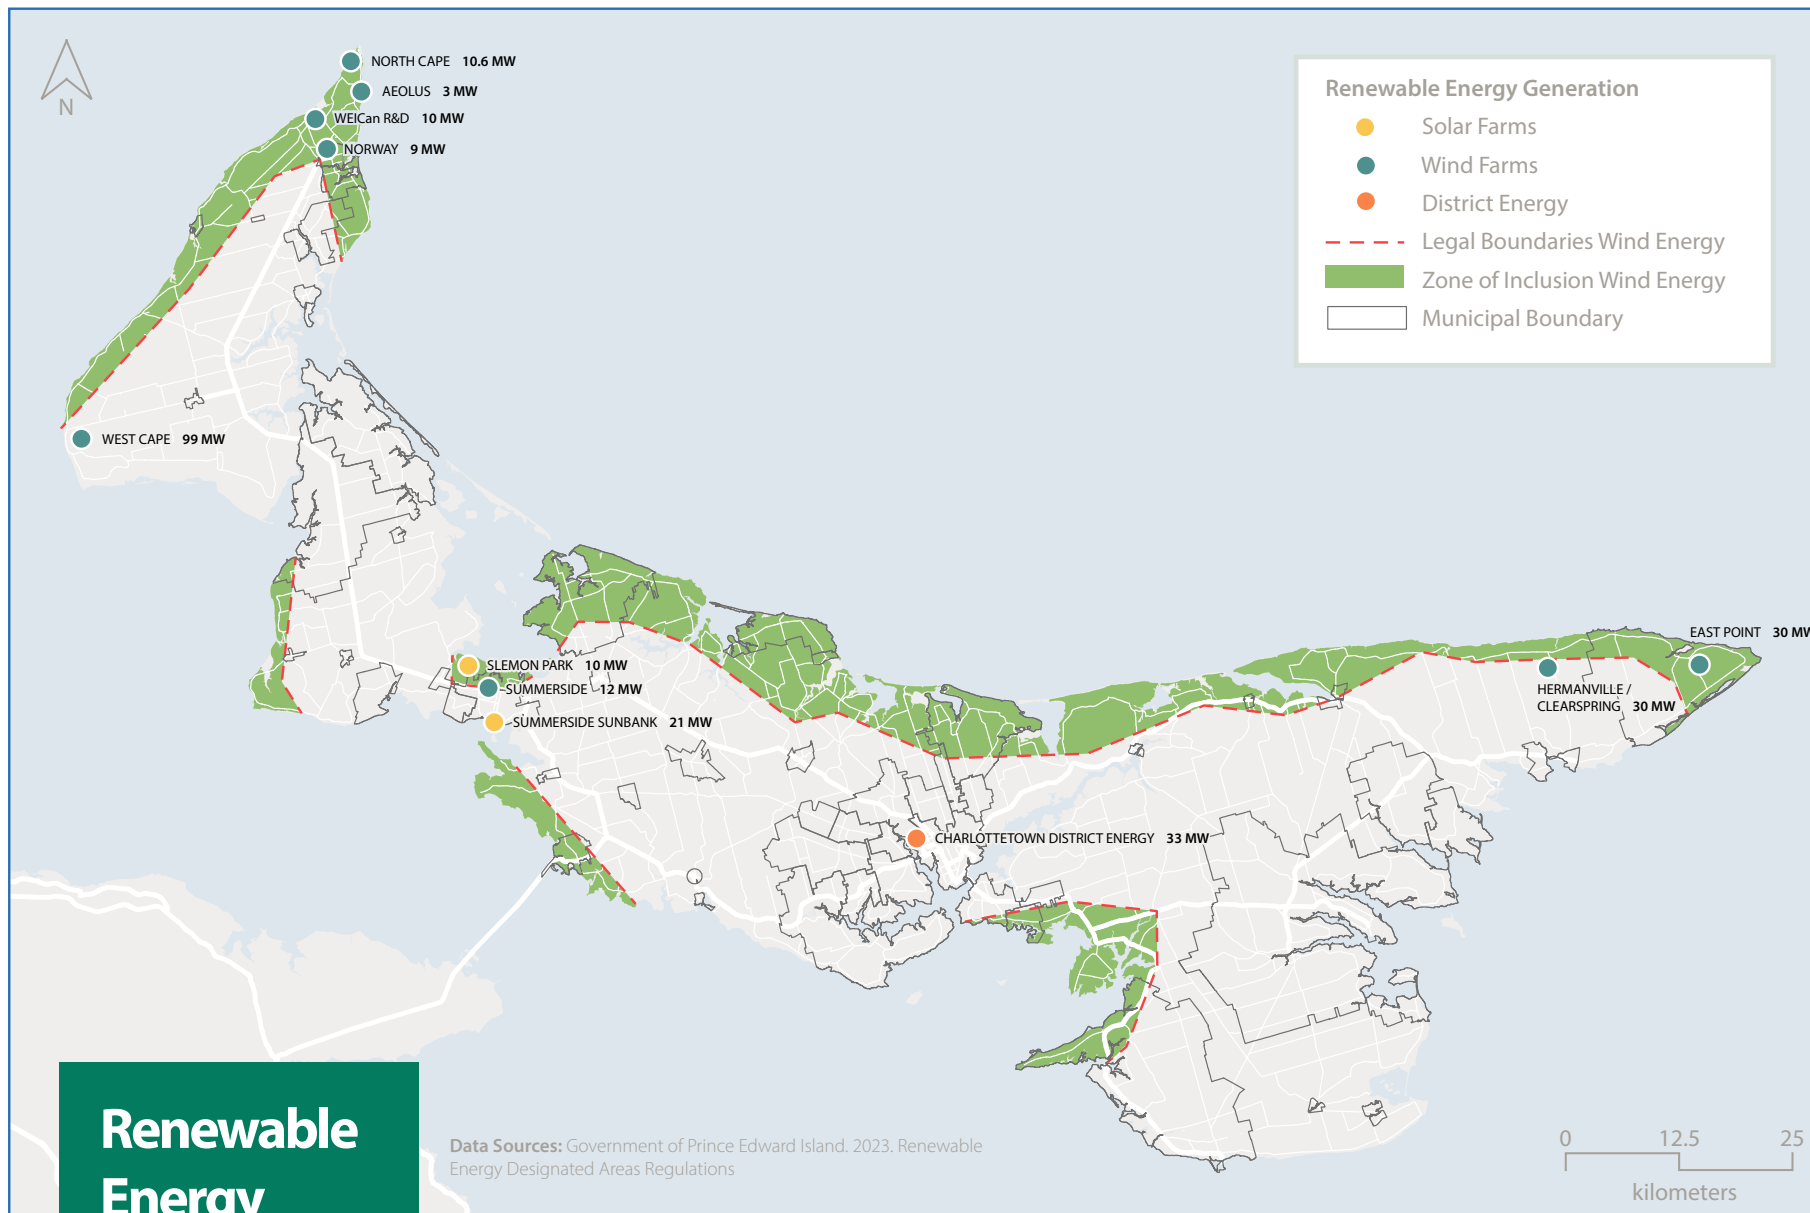 N
NORTH CAPE 10.6 MW
AEOLUS 3 MW
WEICan R&D 10 MW
NORWAY 9 MW
WEST CAPE 99 MW
Renewable Energy Generation
Solar Farms
Wind Farms
District Energy
Legal Boundaries Wind Energy
Zone of Inclusion Wind Energy
Municipal Boundary
SLEMON PARK 10 MW
SUMMERSIDE 12 MW
SUMMERSIDE SUNBANK 21 MW
EAST POINT 30 MW
HERMANVILLE /
CLEARSPRING 30 MW
CHARLOTTETOWN DISTRICT ENERGY 33 MW
Renewable
Energy
Data Sources: Government of Prince Edward Island. 2023. Renewable
Energy Designated Areas Regulations
0 12.5 25
kilometers